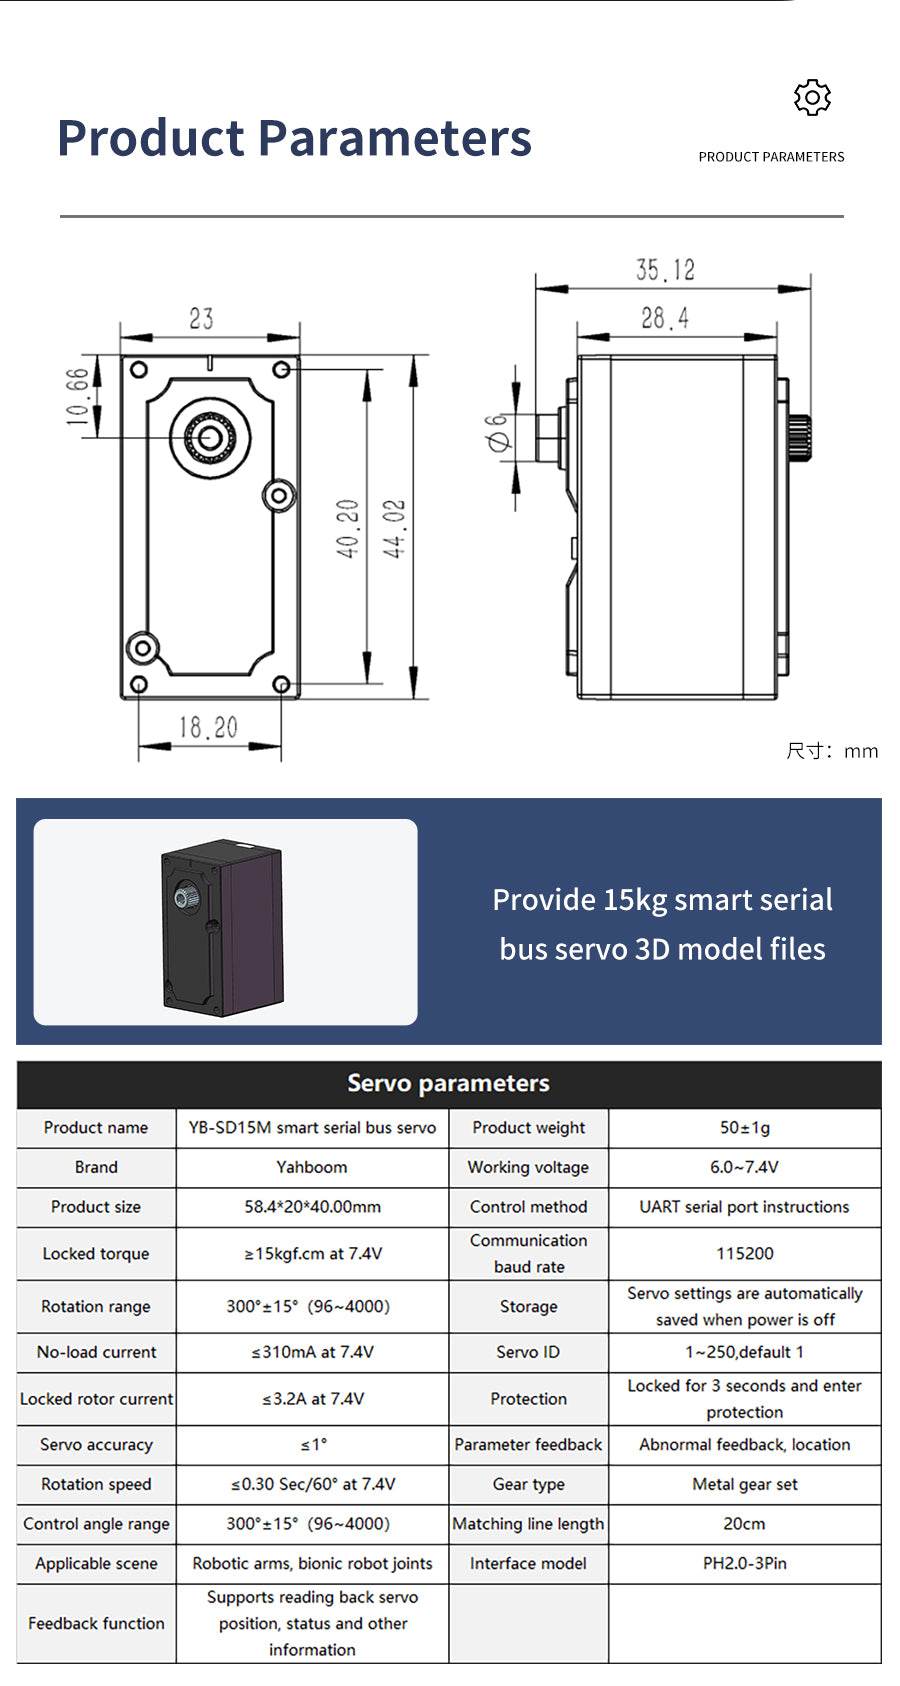 Product Parameters
PRODUCT PARAMETERS
35.12
28.4
23
10.66
Ø6
40.20
44.02
18.20
尺寸：mm
Provide 15kg smart serial
bus servo 3D model files
Servo parameters
Product name YB-SD15M smart serial bus servo Product weight 50±1g
Brand Yahboom Working voltage 6.0~7.4V
Product size 58.4*20*40.00mm Control method UART serial port instructions
Locked torque ≥15kgf.cm at 7.4V Communication
baud rate 115200
Rotation range 300°±15°（96~4000） Storage Servo settings are automatically
saved when power is off
No-load current ≤310mA at 7.4V Servo ID 1~250,default 1
Locked rotor current ≤3.2A at 7.4V Protection Locked for 3 seconds and enter
protection
Servo accuracy ≤1° Parameter feedback Abnormal feedback, location
Rotation speed ≤0.30 Sec/60° at 7.4V Gear type Metal gear set
Control angle range 300°±15°（96~4000） Matching line length 20cm
Applicable scene Robotic arms, bionic robot joints Interface model PH2.0-3Pin
Feedback function Supports reading back servo
position, status and other
information